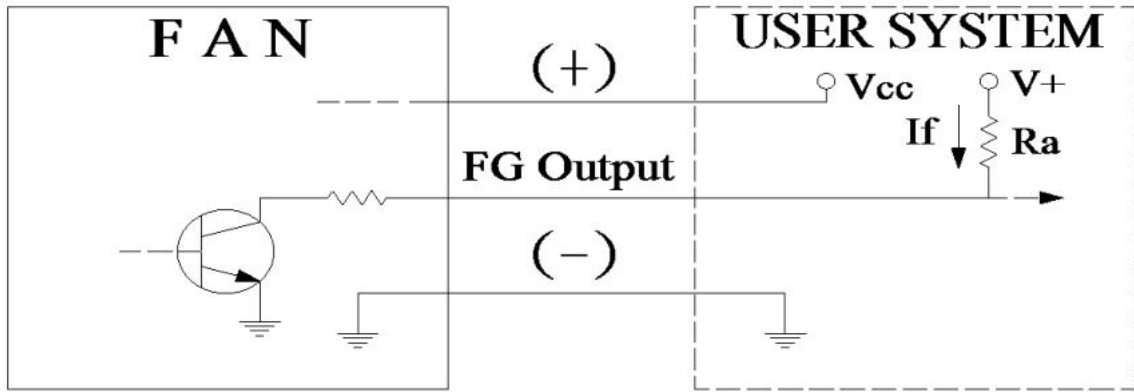 F A N
USER SYSTEM
(+)
Vcc
V+
If
Ra
FG Output
(-)